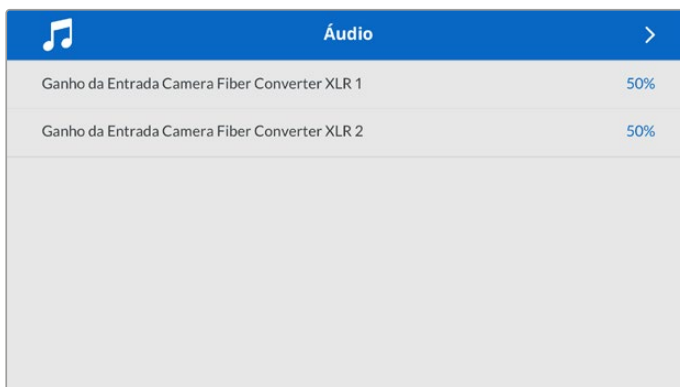 Áudio
Ganho da Entrada Camera Fiber Converter XLR 1 50%
Ganho da Entrada Camera Fiber Converter XLR 2 50%